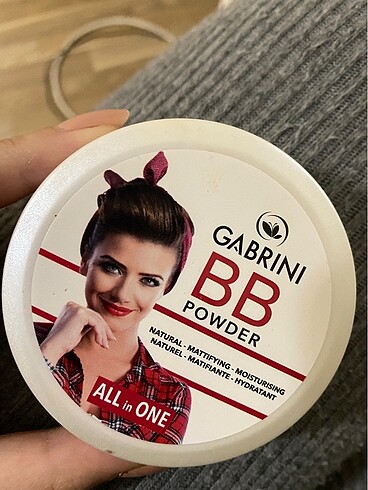 GABRINI
BB
POWDER
NATURAL - MATTIFYING - MOISTURISING
NATUREL - MATIFIANTE - HYDRATANT
ALL in ONE